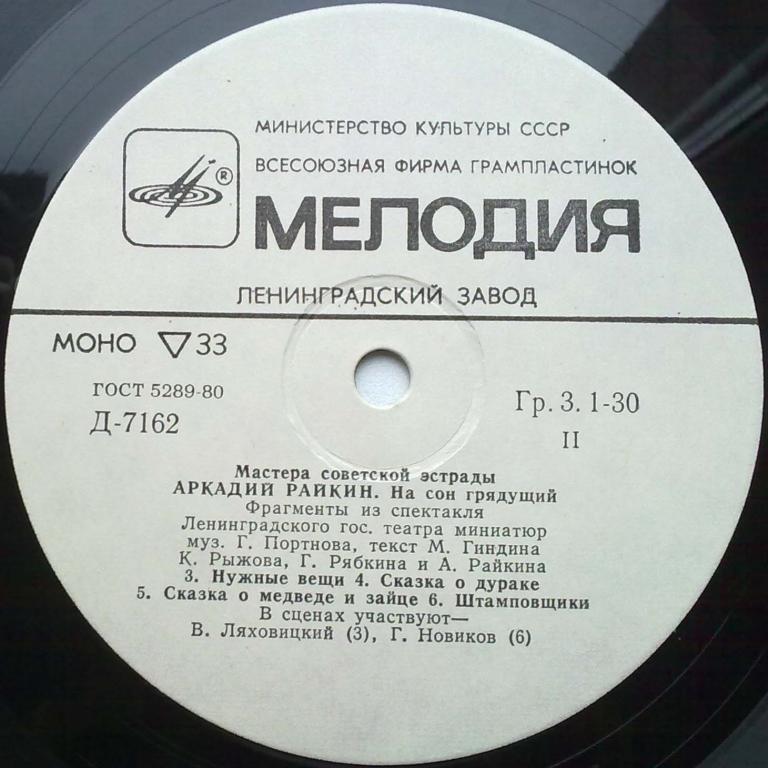 МИНИСТЕРСТВО КУЛЬТУРЫ СССР
ВСЕСОЮЗНАЯ ФИРМА ГРАМПЛАСТИНОК
®
МЕЛОДИЯ
ЛЕНИНГРАДСКИЙ ЗАВОД
МОНО ▽ 33
ГОСТ 5289-80
Д-7162
Гр. 3. 1-30
II
Мастера советской эстрады
АРКАДИЙ РАЙКИН. На сон грядущий
Фрагменты из спектакля
Ленинградского гос. театра миниатюр
муз. Г. Портнова, текст М. Гиндина
К. Рыжова, Г. Рябкина и А. Райкина
3. Нужные вещи 4. Сказка о дураке
5. Сказка о медведе и зайце 6. Штамповщики
В сценах участвуют—
В. Ляховицкий (3), Г. Новиков (6)